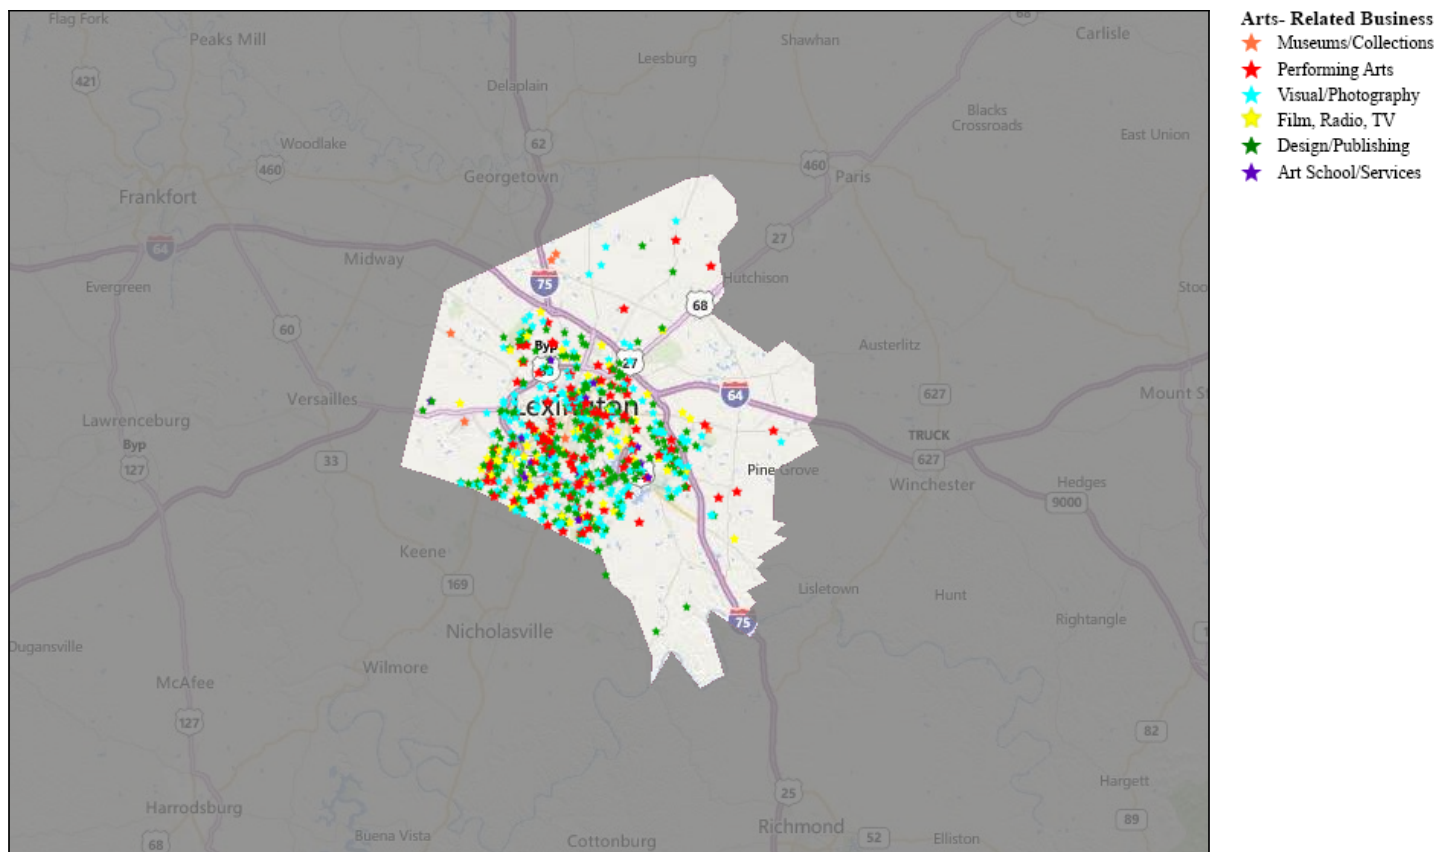 Flag Fork
Peaks Mill
68
Carlisle
Shawhan
Leesburg
421
Delaplain
Blacks
Crossroads
East Union
62
Woodlake
460
460
Georgetown
Paris
Frankfort
27
64
Midway
75
Hutchison
Evergreen
68
60
Byp
Austerlitz
27
64
Versailles
627
Mount St
Lexington
Lawrenceburg
TRUCK
Byp
33
627
127
Pine Grove
Winchester
Hedges
9000
Keene
169
Lisletown
Hunt
75
Rightangle
Nicholasville
Dugansville
Wilmore
McAfee
127
82
Hargett
25
Harrodsburg
89
Richmond
Buena Vista
52
Elliston
68
Cottonburg
Arts- Related Business
Museums/Collections
Performing Arts
Visual/Photography
Film, Radio, TV
Design/Publishing
Art School/Services